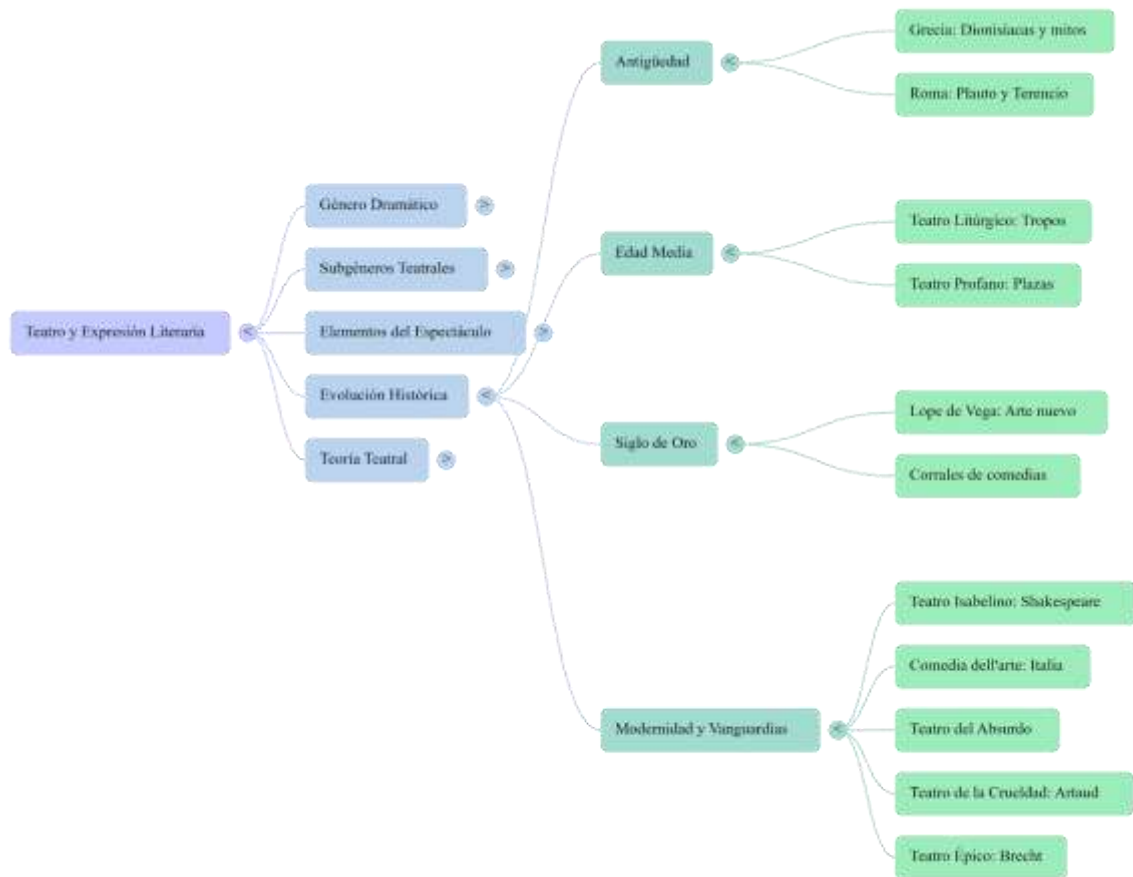 Teatro y Expresión Literaria
Género Dramático
Subgéneros Teatrales
Elementos del Espectáculo
Evolución Histórica
Teoría Teatral
Antigüedad
Grecia: Dionisíacas y mitos
Roma: Plauto y Terencio
Edad Media
Teatro Litúrgico: Tropos
Teatro Profano: Plazas
Siglo de Oro
Lope de Vega: Arte nuevo
Corrales de comedias
Modernidad y Vanguardias
Teatro Isabelino: Shakespeare
Comedia dell'arte: Italia
Teatro del Absurdo
Teatro de la Crueldad: Artaud
Teatro Épico: Brecht